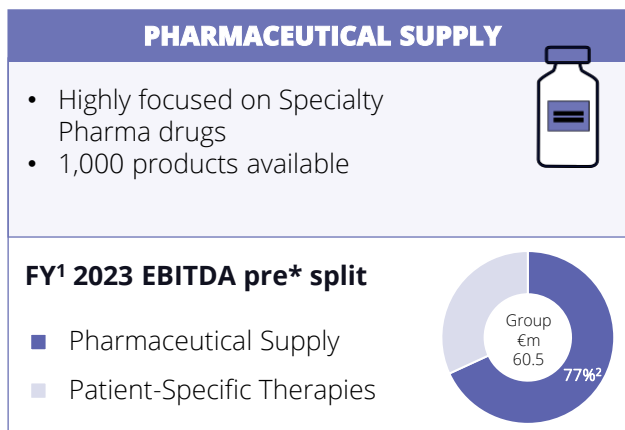 PHARMACEUTICAL SUPPLY
• Highly focused on Specialty
Pharma drugs
• 1,000 products available
FY¹ 2023 EBITDA pre* split
Pharmaceutical Supply
Patient-Specific Therapies
Group
€m
60.5
77%²